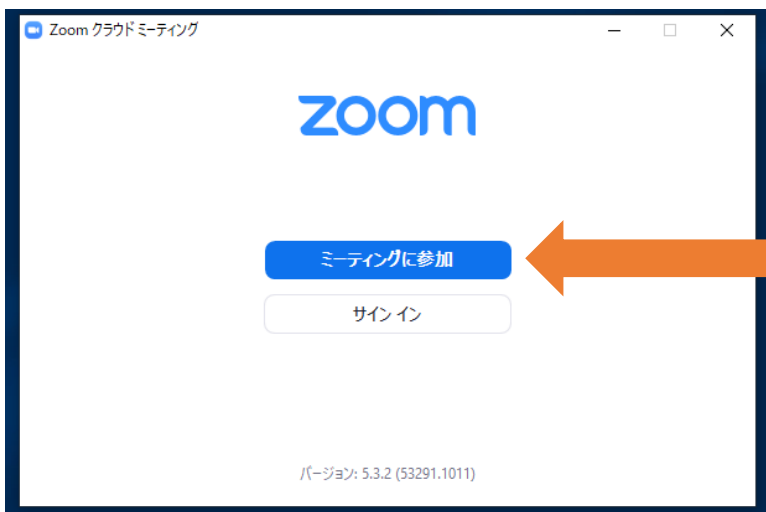 Zoom クラウド ミーティング
zoom
ミーティングに参加
サイン イン
バージョン: 5.3.2 (53291.1011)